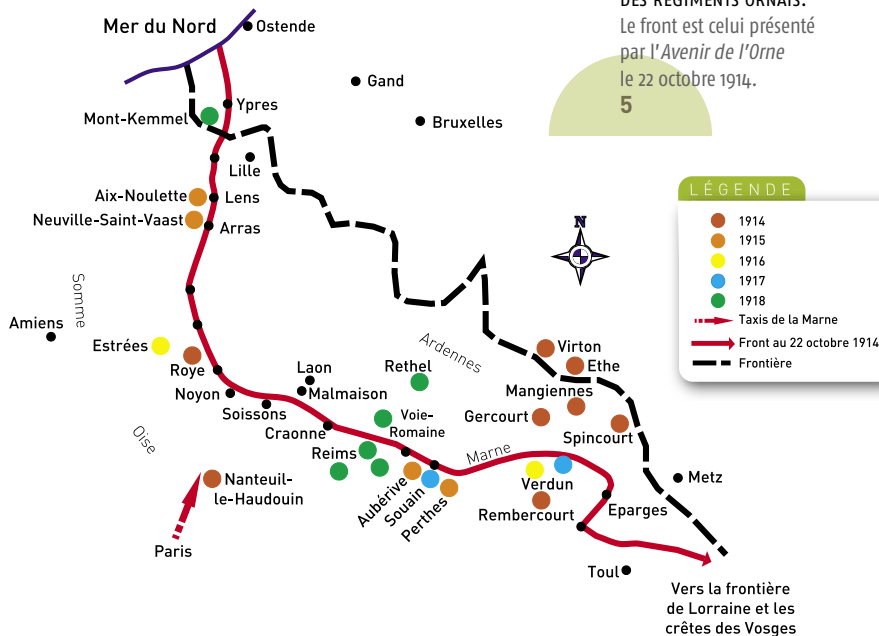 DES RÉGIMENTS ORNAIS.
Le front est celui présenté
par l'Avenir de l'Orne
le 22 octobre 1914.
5
Mer du Nord
Ostende
Gand
Ypres
Mont-Kemmel
Bruxelles
Lille
Aix-Noulette
Lens
Neuville-Saint-Vaast
Arras
N
LÉGENDE
1914
1915
1916
1917
1918
Taxis de la Marne
Front au 22 octobre 1914
Frontière
Somme
Amiens
Estrées
Roye
Ardennes
Virton
Ethe
Laon
Rethel
Mangiennes
Noyon
Malmaison
Soissons
Gercourt
Craonne
Voie-
Romaine
Spincourt
Oise
Reims
Marne
Nanteuil-
le-Haudouin
Aubérive
Souain
Perthes
Verdun
Metz
Rembercourt
Eparges
Paris
Toul
Vers la frontière
de Lorraine et les
crêtes des Vosges